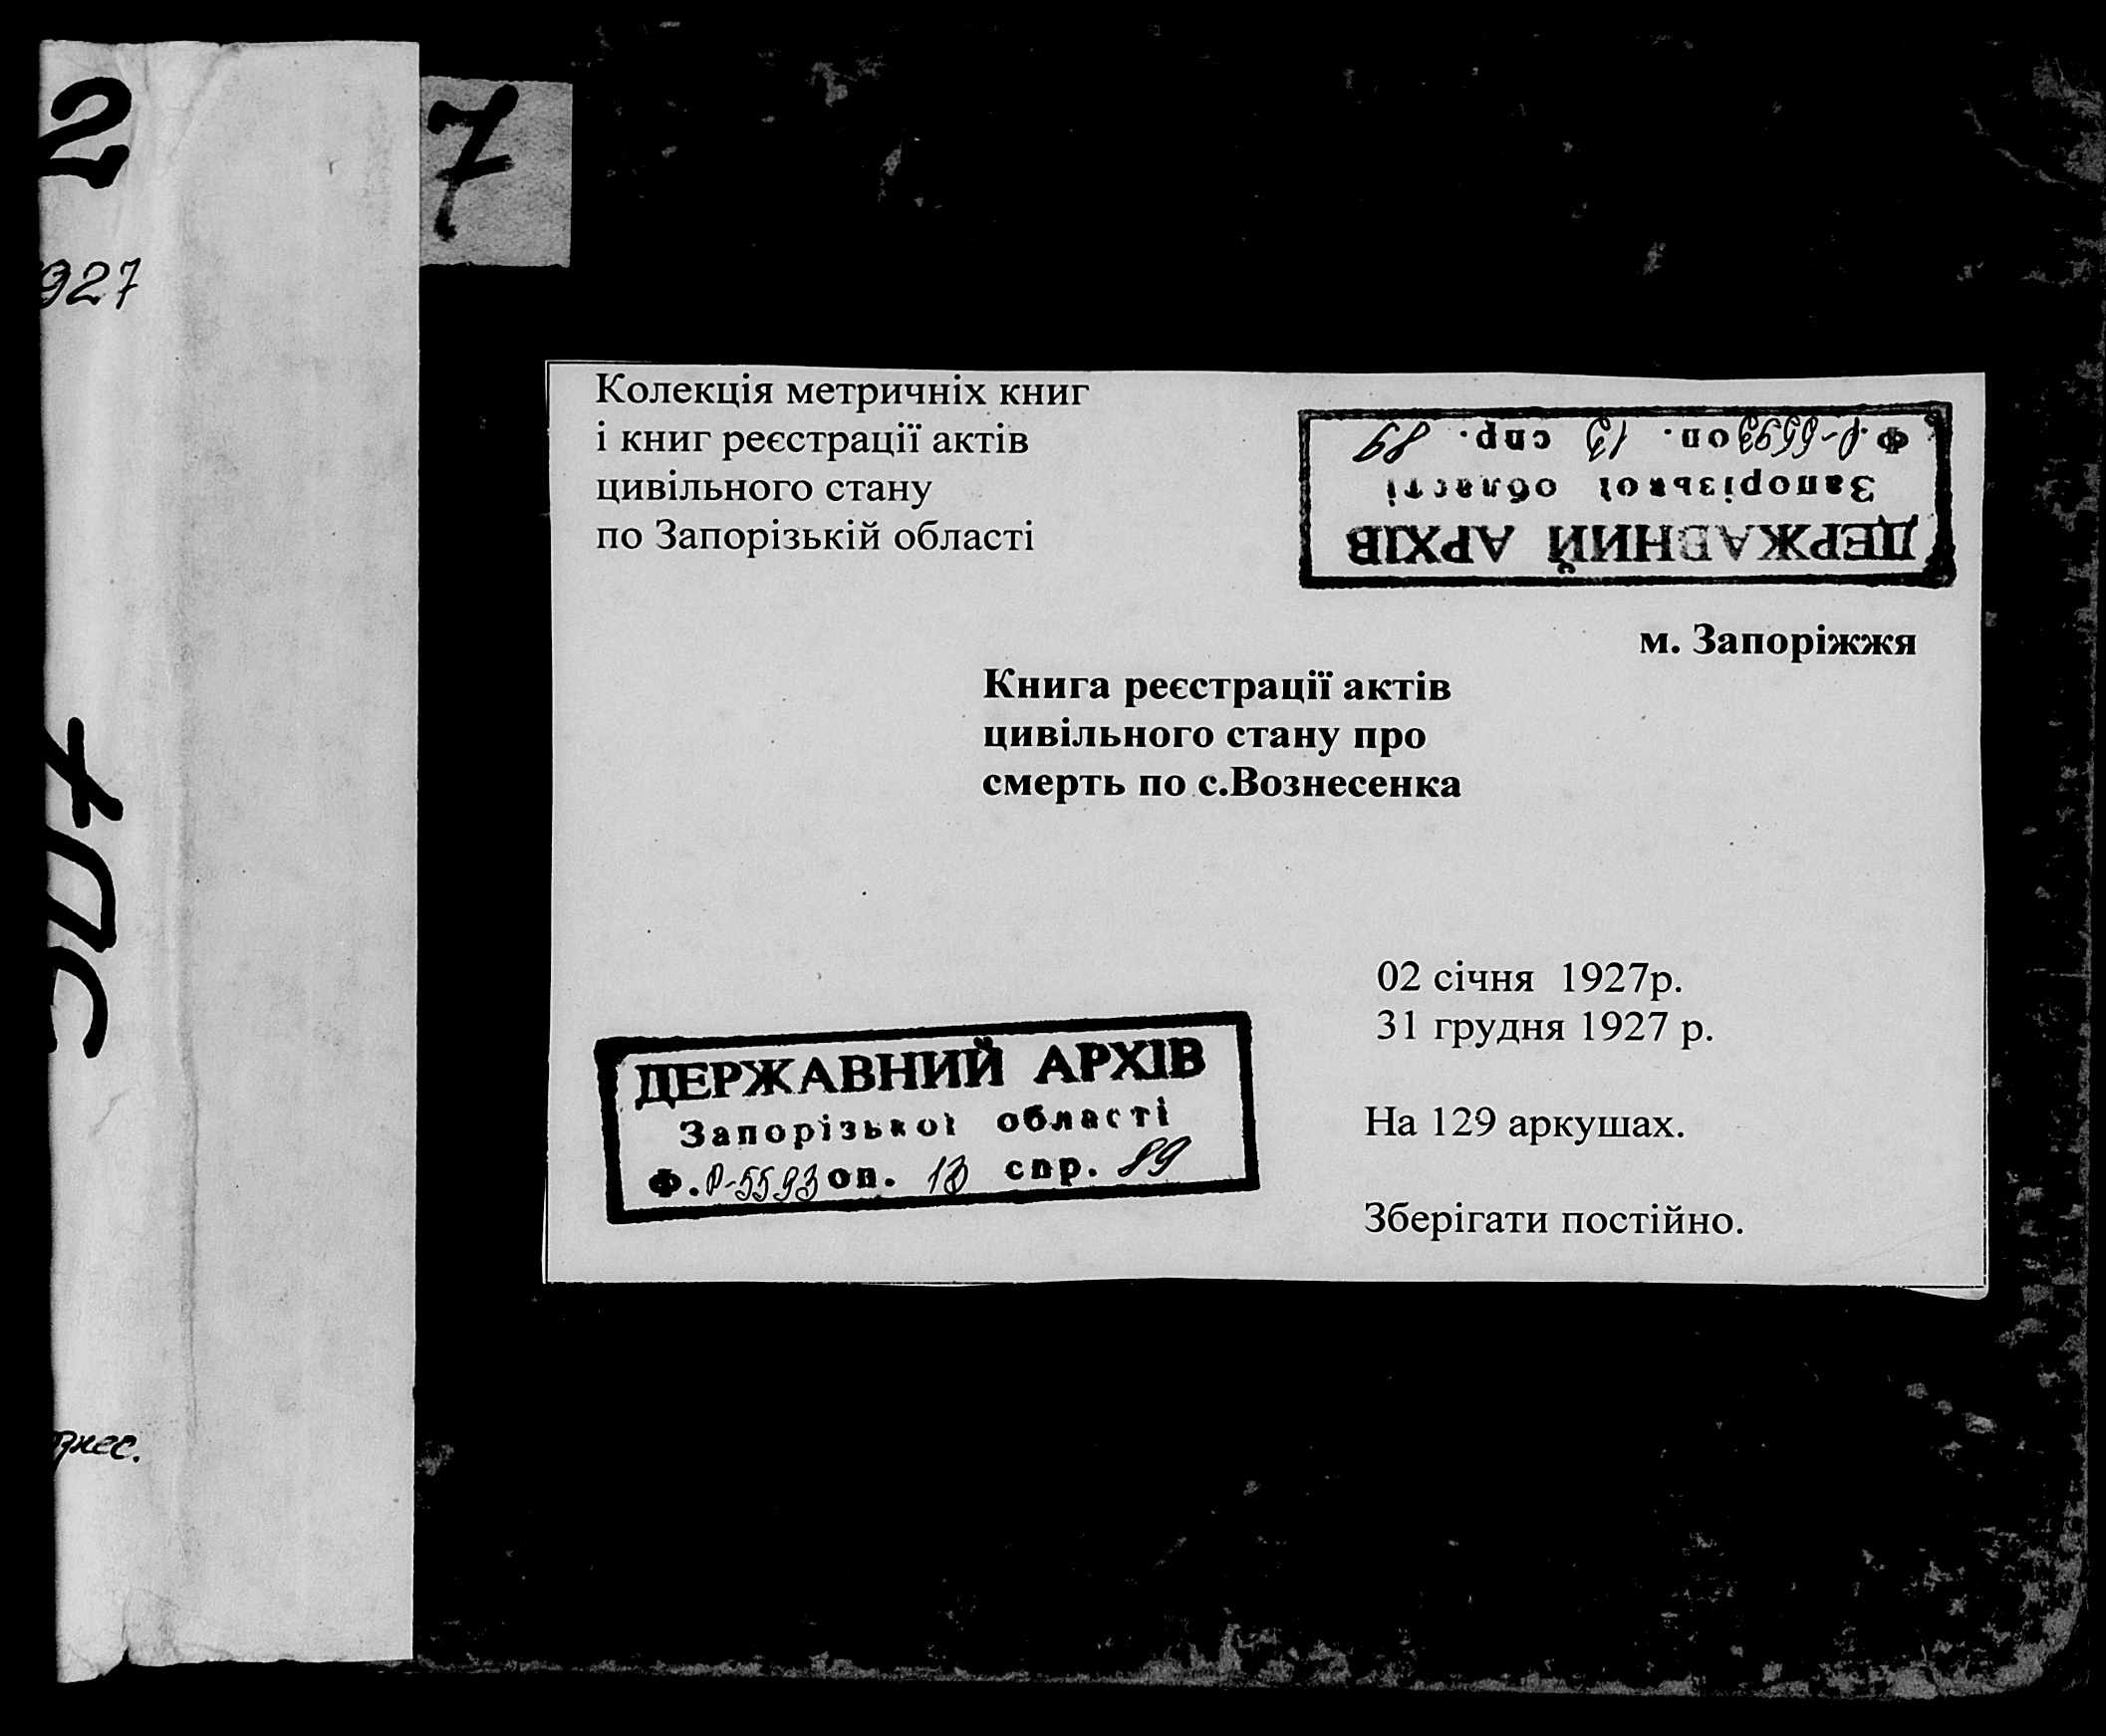 2
927
7
Колекція метричніх книг
і книг реєстрації актів
цивільного стану
по Запорізькій області
ДЕРЖАВНИЙ АРХІВ
Запорізької області
Ф.Р-5593 оп. 13 спр. 89
м. Запоріжжя
Книга реєстрації актів
цивільного стану про
смерть по с.Вознесенка
02 січня 1927р.
31 грудня 1927 р.
На 129 аркушах.
Зберігати постійно.
ДЕРЖАВНИЙ АРХІВ
Запорізької області
Ф.Р-5593 оп. 13 спр. 89